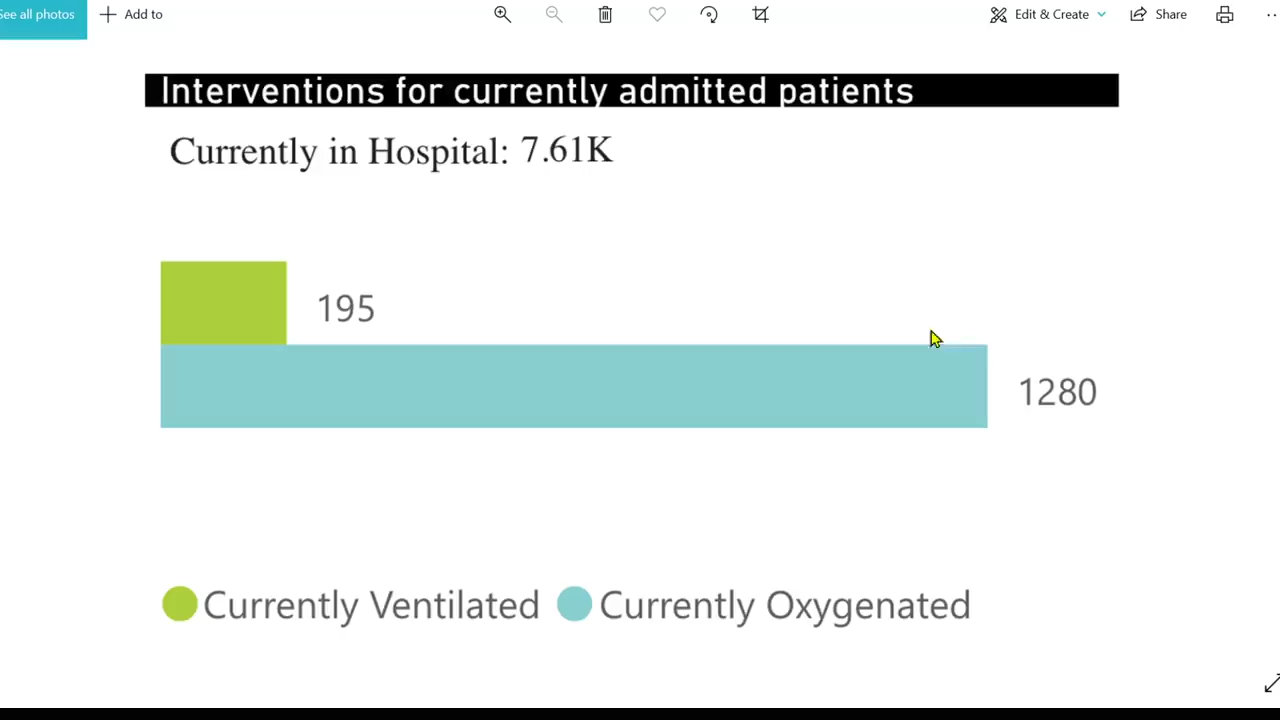 See all photos
Add to
Edit & Create
Share
Interventions for currently admitted patients
Currently in Hospital: 7.61K
195
1280
Currently Ventilated Currently Oxygenated